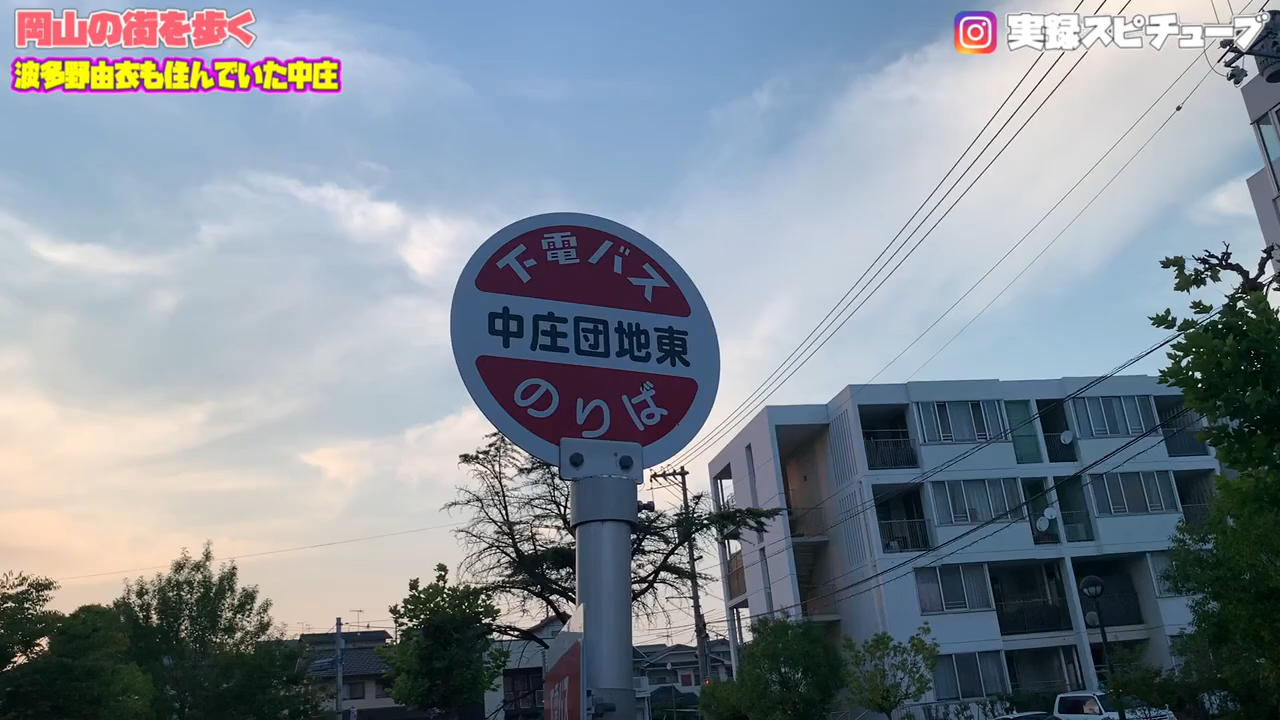 岡山の街を歩く
実録スピチューブ
波多野由衣も住んでいた中庄
下電バス
中庄団地東
のりば